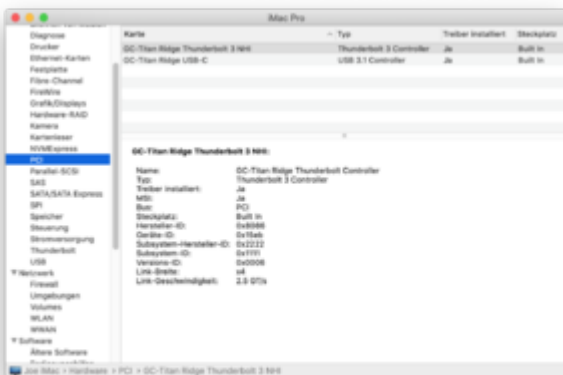 iMac Pro
Diagnose
Drucker
Ethernet-Karten
Festplatte
Fibre-Channel
FireWire
Grafik/Displays
Hardware-RAID
Kamera
Kartenleser
NVMExpress
PCI
Parallel-SCSI
SAS
SATA/SATA Express
SPI
Speicher
Steuerung
Stromversorgung
Thunderbolt
USB
Netzwerk
Firewall
Umgebungen
Volumes
WLAN
WWAN
Software
Ältere Software
Karte Typ Treiber installiert Steckplatz
GC-Titan Ridge Thunderbolt 3 NHI Thunderbolt 3 Controller Ja Built In
GC-Titan Ridge USB-C USB 3.1 Controller Ja Built In
GC-Titan Ridge Thunderbolt 3 NHI:
Name: GC-Titan Ridge Thunderbolt Controller
Typ: Thunderbolt 3 Controller
Treiber installiert: Ja
MSI: Ja
Bus: PCI
Steckplatz: Built In
Hersteller-ID: 0x8086
Geräte-ID: 0x15eb
Subsystem-Hersteller-ID: 0x2222
Subsystem-ID: 0x1111
Versions-ID: 0x0006
Link-Breite: x4
Link-Geschwindigkeit: 2.5 GT/s
Joe iMac › Hardware › PCI › GC-Titan Ridge Thunderbolt 3 NHI